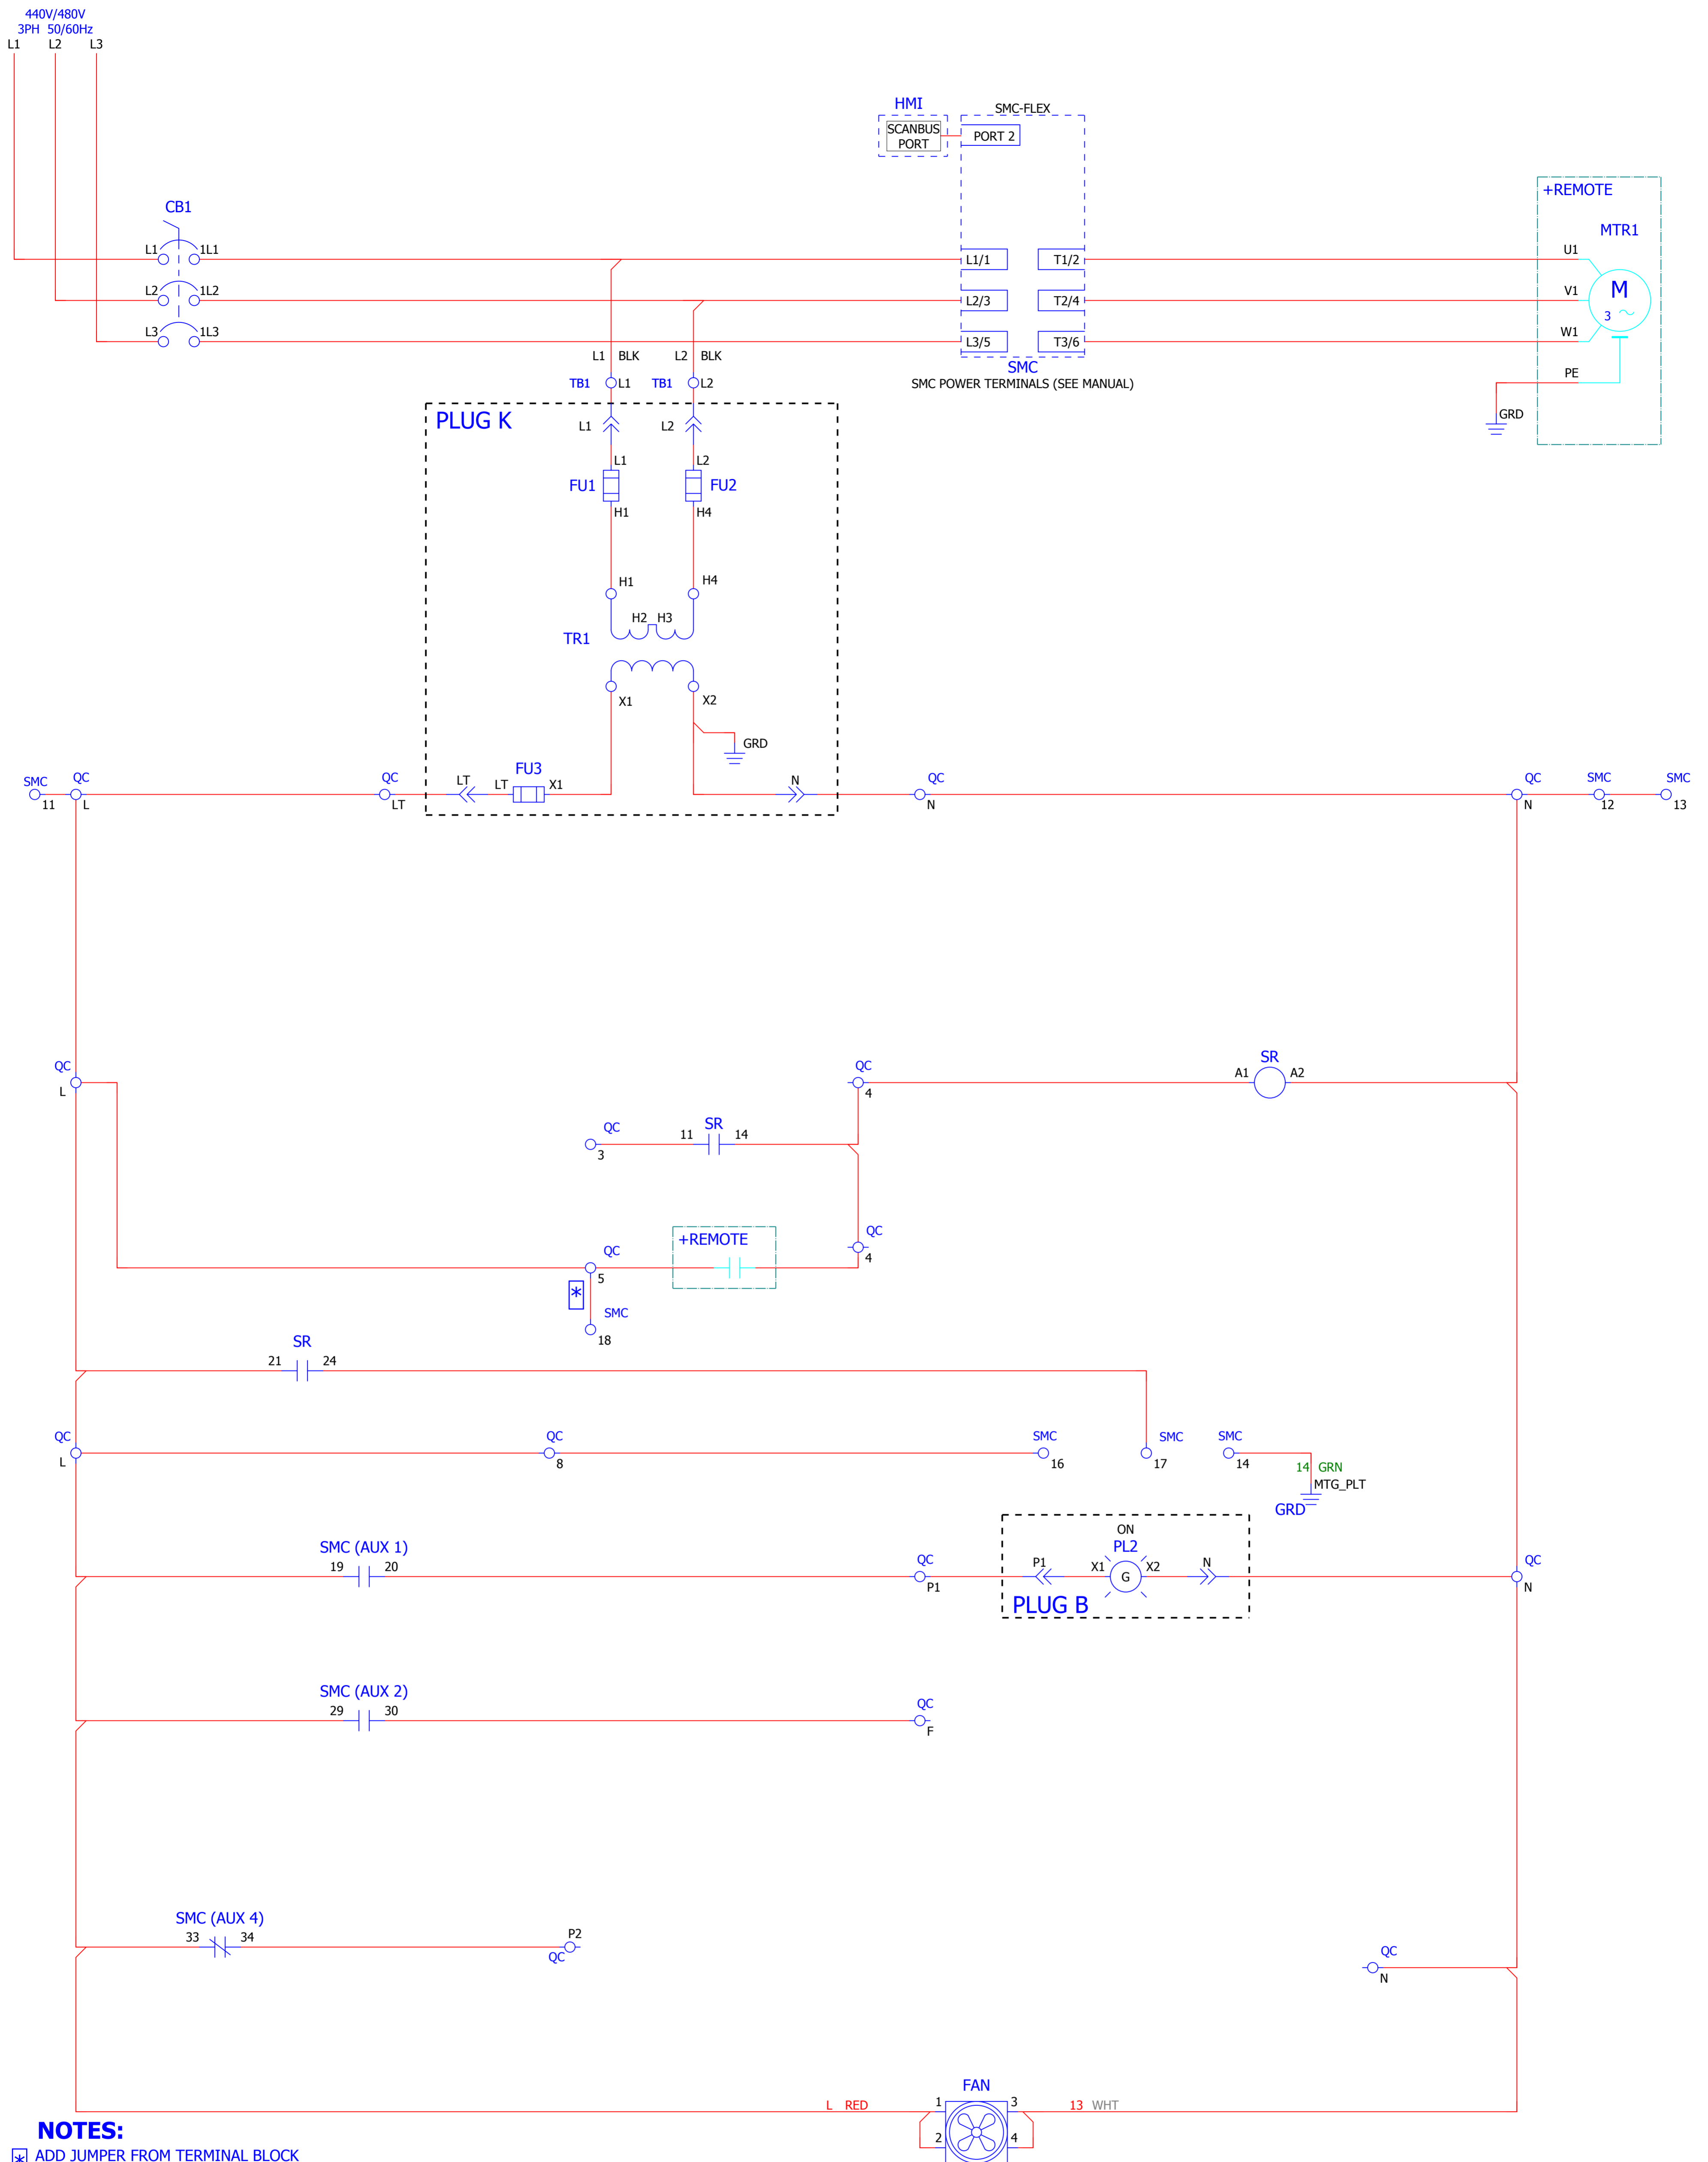 440V/480V
3PH 50/60Hz
L1 L2 L3
HMI
SCANBUS
PORT
SMC-FLEX
PORT 2
+REMOTE
MTR1
CB1
L1 1L1
L1/1 T1/2
U1
L2 1L2
L2/3 T2/4
V1
M
3
L3 1L3
L3/5 T3/6
W1
SMC
SMC POWER TERMINALS (SEE MANUAL)
PE
GRD
L1 BLK L2 BLK
TB1 L1 TB1 L2
PLUG K
L1 L2
L1 L2
FU1 FU2
H1 H4
H1 H4
H2 H3
TR1
X1 X2
GRD
FU3
SMC QC QC LT LT X1 N QC QC SMC SMC
11 L LT N N 12 13
QC QC SR
L 4 A1 A2
QC SR
3 11 14
+REMOTE
QC QC
5 4
*
SMC
18
SR
21 24
QC QC SMC SMC SMC
L 8 16 17 14
14 GRN
MTG_PLT
GRD
ON
PL2
SMC (AUX 1)
19 20
QC P1 X1 G X2 N QC
P1 N
PLUG B
SMC (AUX 2)
29 30
QC
F
SMC (AUX 4)
33 34
P2
QC
QC
N
FAN
L RED 1 3 13 WHT
2 4
NOTES:
* ADD JUMPER FROM TERMINAL BLOCK